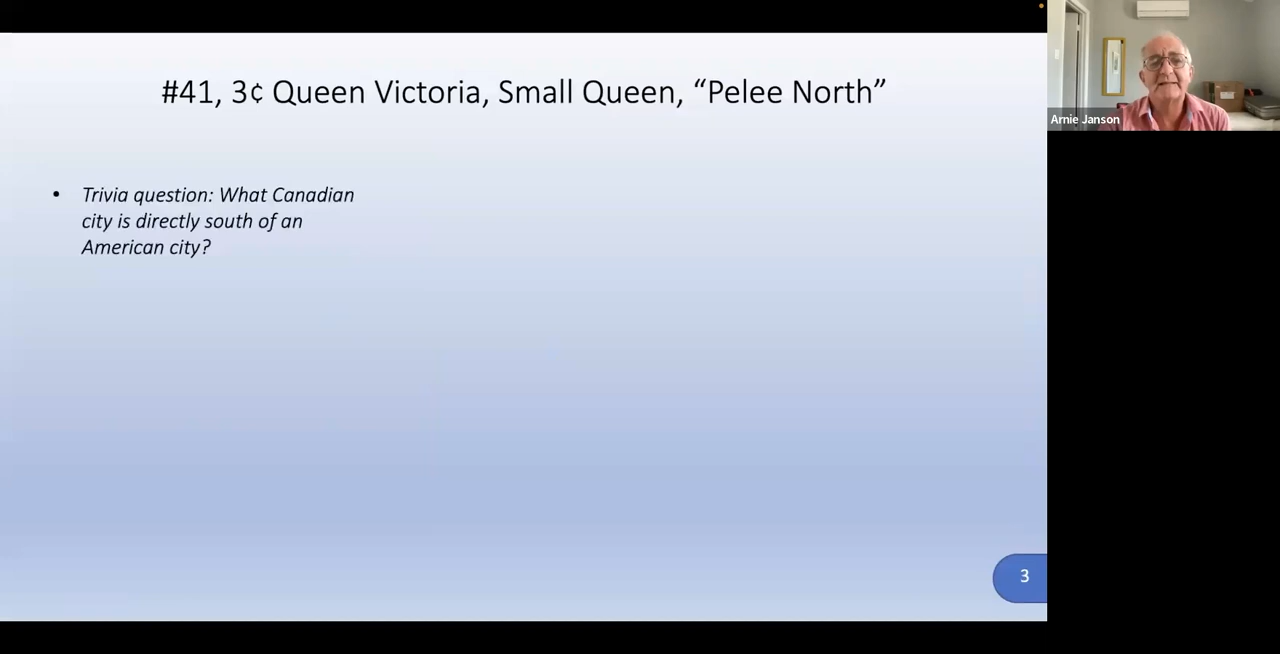 #41, 3¢ Queen Victoria, Small Queen, “Pelee North”
• Trivia question: What Canadian
city is directly south of an
American city?
Arnie Janson
3